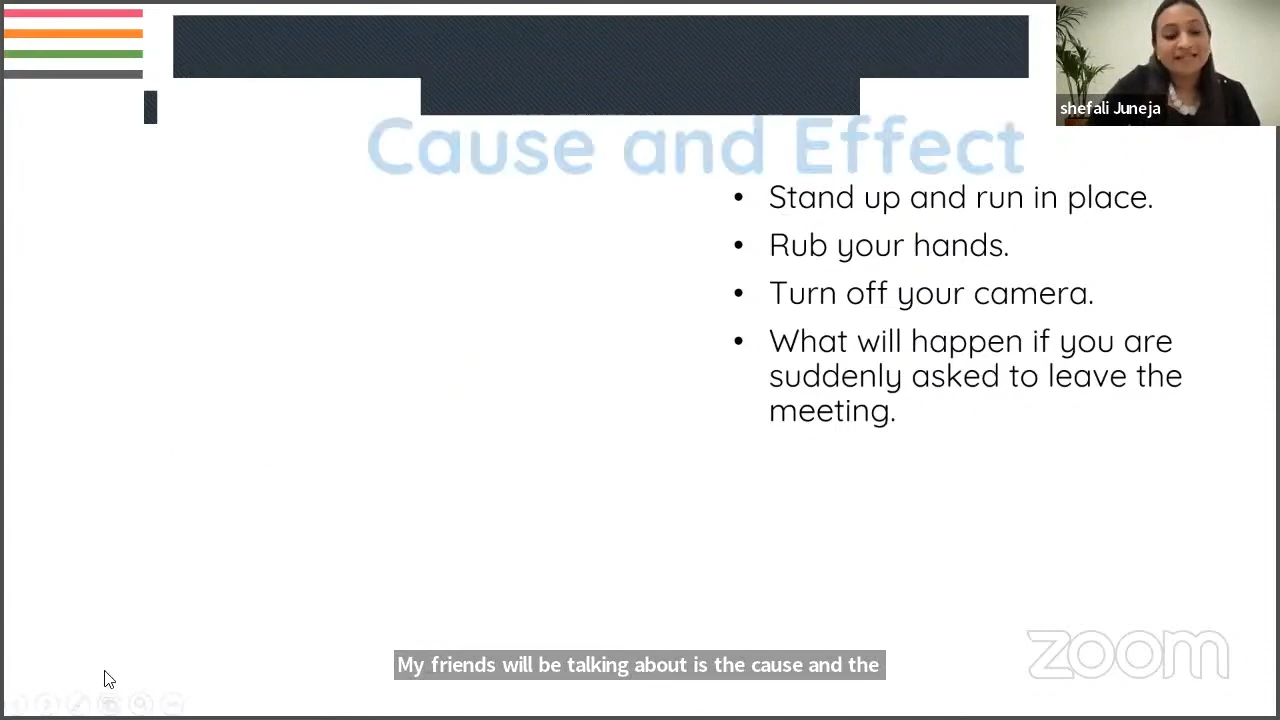 shefali Juneja
Cause and Effect
• Stand up and run in place.
• Rub your hands.
• Turn off your camera.
• What will happen if you are
suddenly asked to leave the
meeting.
My friends will be talking about is the cause and the
zoom